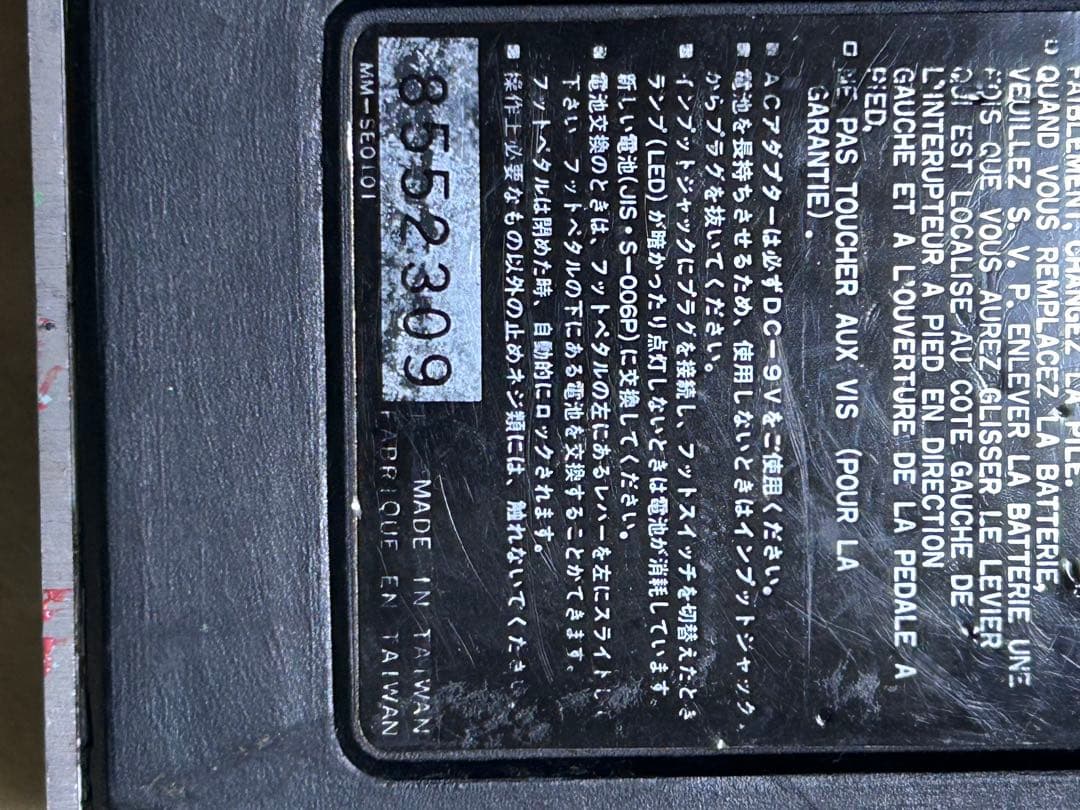 FAIBLEMENT, CHANGEZ LA PILE.
QUAND VOUS REMPLACEZ LA BATTERIE,
VEUILLEZ S. V. P. ENLEVER LA BATTERIE UNE
FOIS QUE VOUS AUREZ GLISSER LE LEVIER
QUI EST LOCALISE AU COTE GAUCHE DE
L'INTERUPTEUR A PIED EN DIRECTION
GAUCHE ET A L'OUVERTURE DE LA PEDALE A
PIED,
NE PAS TOUCHER AUX VIS (POUR LA
GARANTIE).
ACアダプターは必ずDC-9Vをご使用ください。
電池を長持ちさせるため、使用しないときはインプットジャック
からプラグを抜いてください。
インプットジャックにプラグを接続し、フットスイッチを切替えたとき
ランプ(LED)が暗かったり点灯しないときは電池が消耗しています
新しい電池(JIS・S-006P)に交換してください。
電池交換のときは、フットペタルの左にあるレバーを左にスライドし
下さい フットペタルの下にある電池を交換することができます。
フットペタルは閉めた時、自動的にロックされます。
操作上必要なもの以外の止めネジ類には、触れないでくださ
8552309
MADE IN TAIWAN
FABRIQUE EN TAIWAN
MM-SE0101